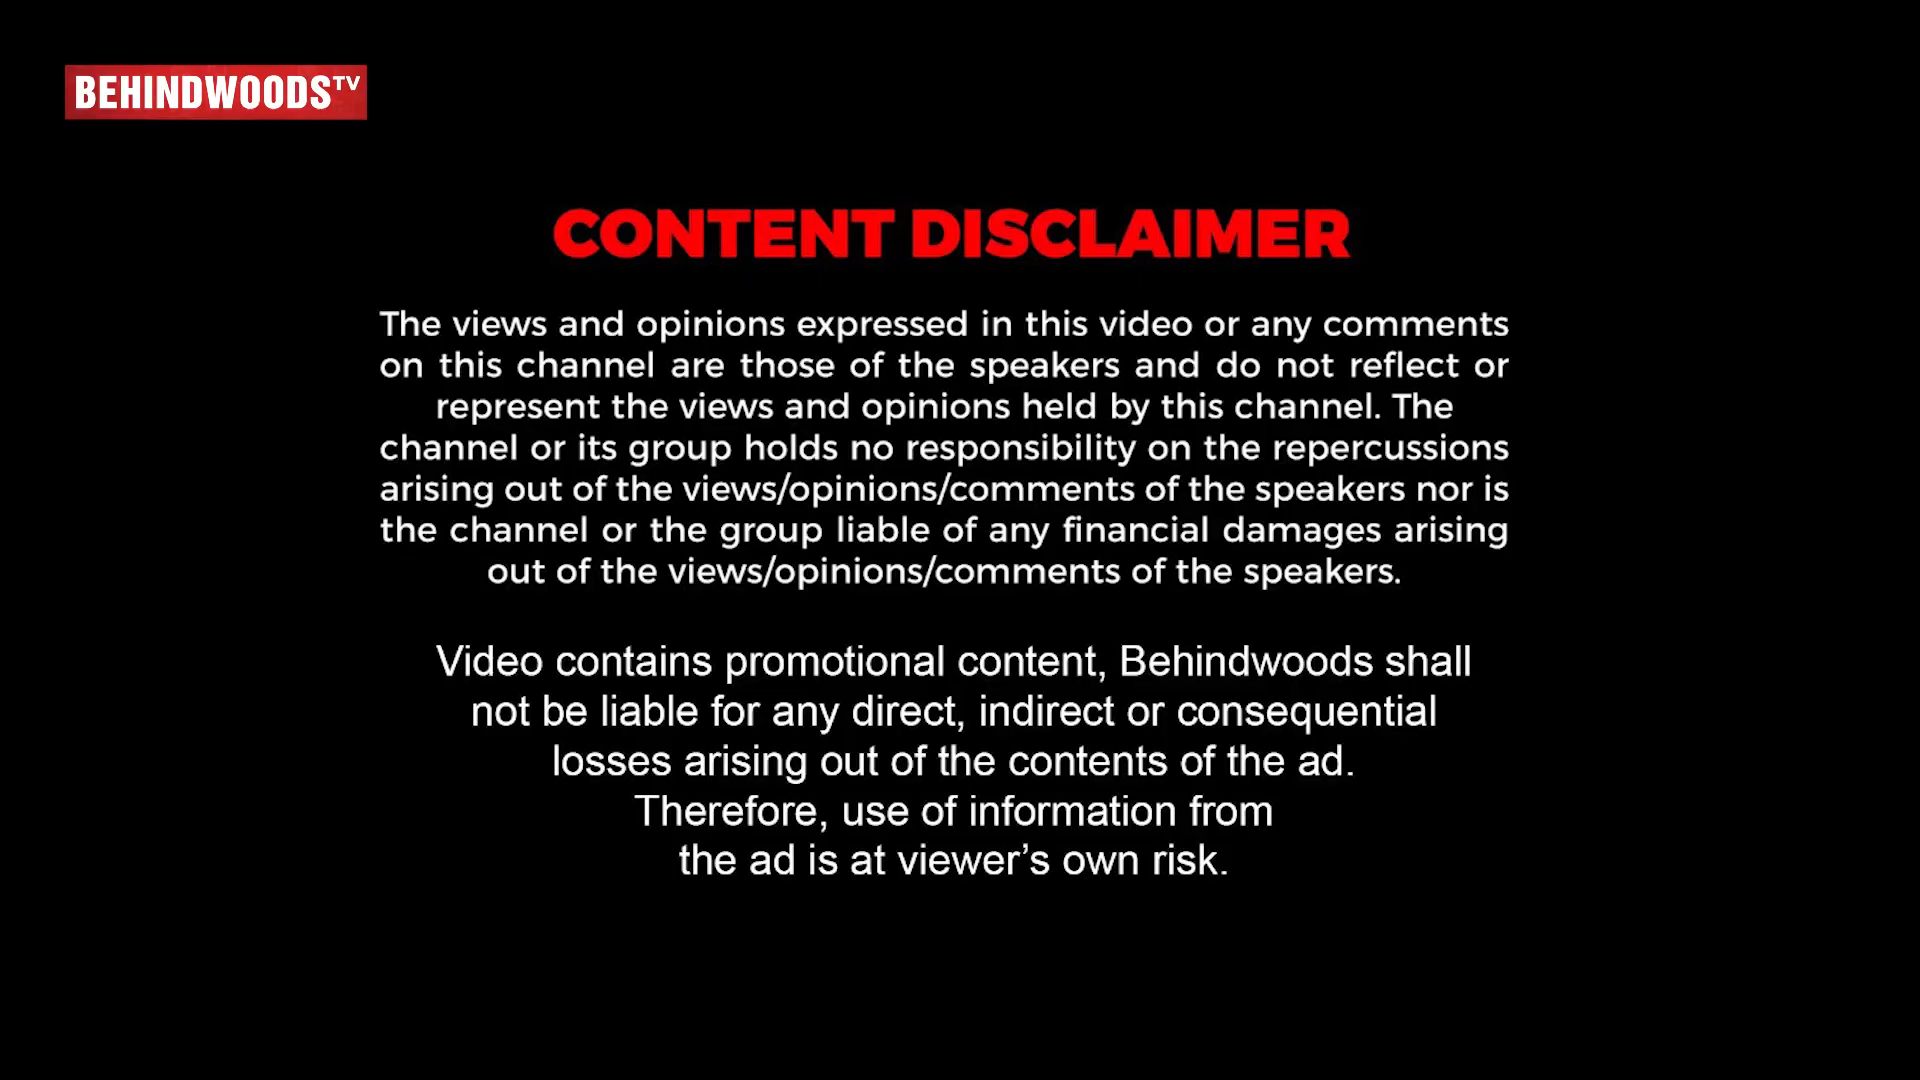 BEHINDWOODSTV
CONTENT DISCLAIMER
The views and opinions expressed in this video or any comments
on this channel are those of the speakers and do not reflect or
represent the views and opinions held by this channel. The
channel or its group holds no responsibility on the repercussions
arising out of the views/opinions/comments of the speakers nor is
the channel or the group liable of any financial damages arising
out of the views/opinions/comments of the speakers.
Video contains promotional content, Behindwoods shall
not be liable for any direct, indirect or consequential
losses arising out of the contents of the ad.
Therefore, use of information from
the ad is at viewer’s own risk.